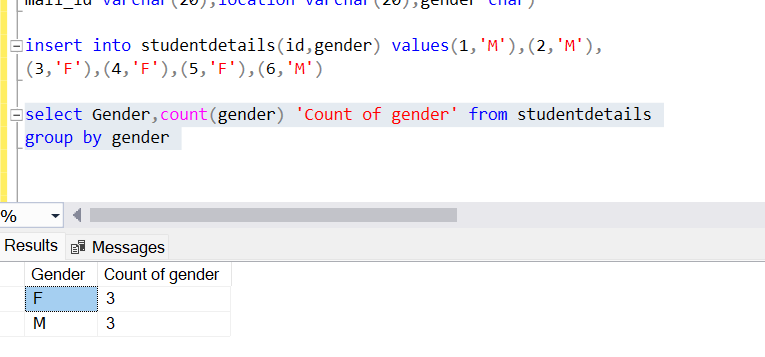 mail_id varchar(20),location varchar(20),gender char)
insert into studentdetails(id,gender) values(1,'M'),(2,'M'),
(3,'F'),(4,'F'),(5,'F'),(6,'M')
select Gender,count(gender) 'Count of gender' from studentdetails
group by gender
%
Results Messages
Gender Count of gender
F 3
M 3